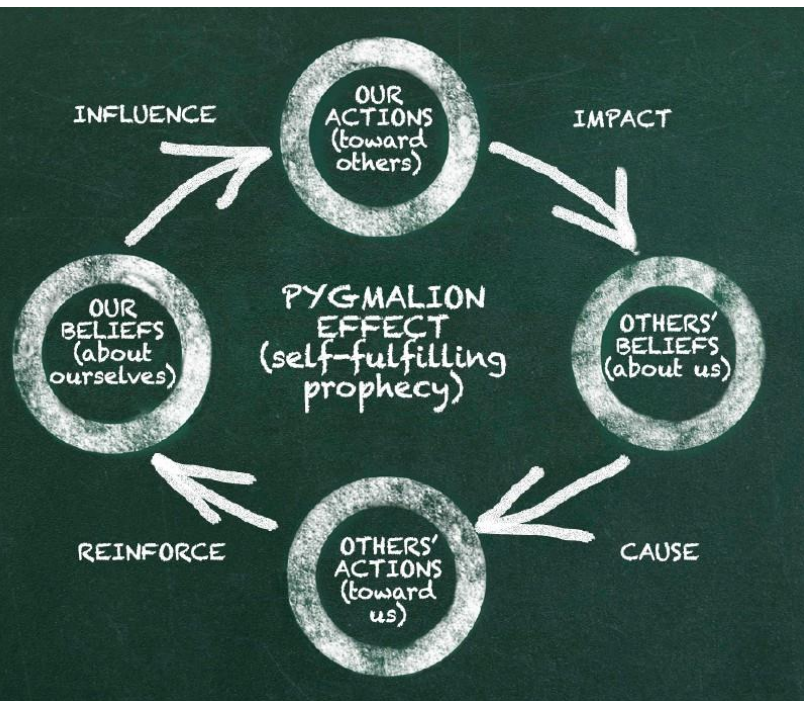 INFLUENCE
OUR
ACTIONS
(toward
others)
IMPACT
OUR
BELIEFS
(about
ourselves)
PYGMALION
EFFECT
(self-fulfilling
prophecy)
OTHERS'
BELIEFS
(about us)
REINFORCE
OTHERS'
ACTIONS
(toward
us)
CAUSE